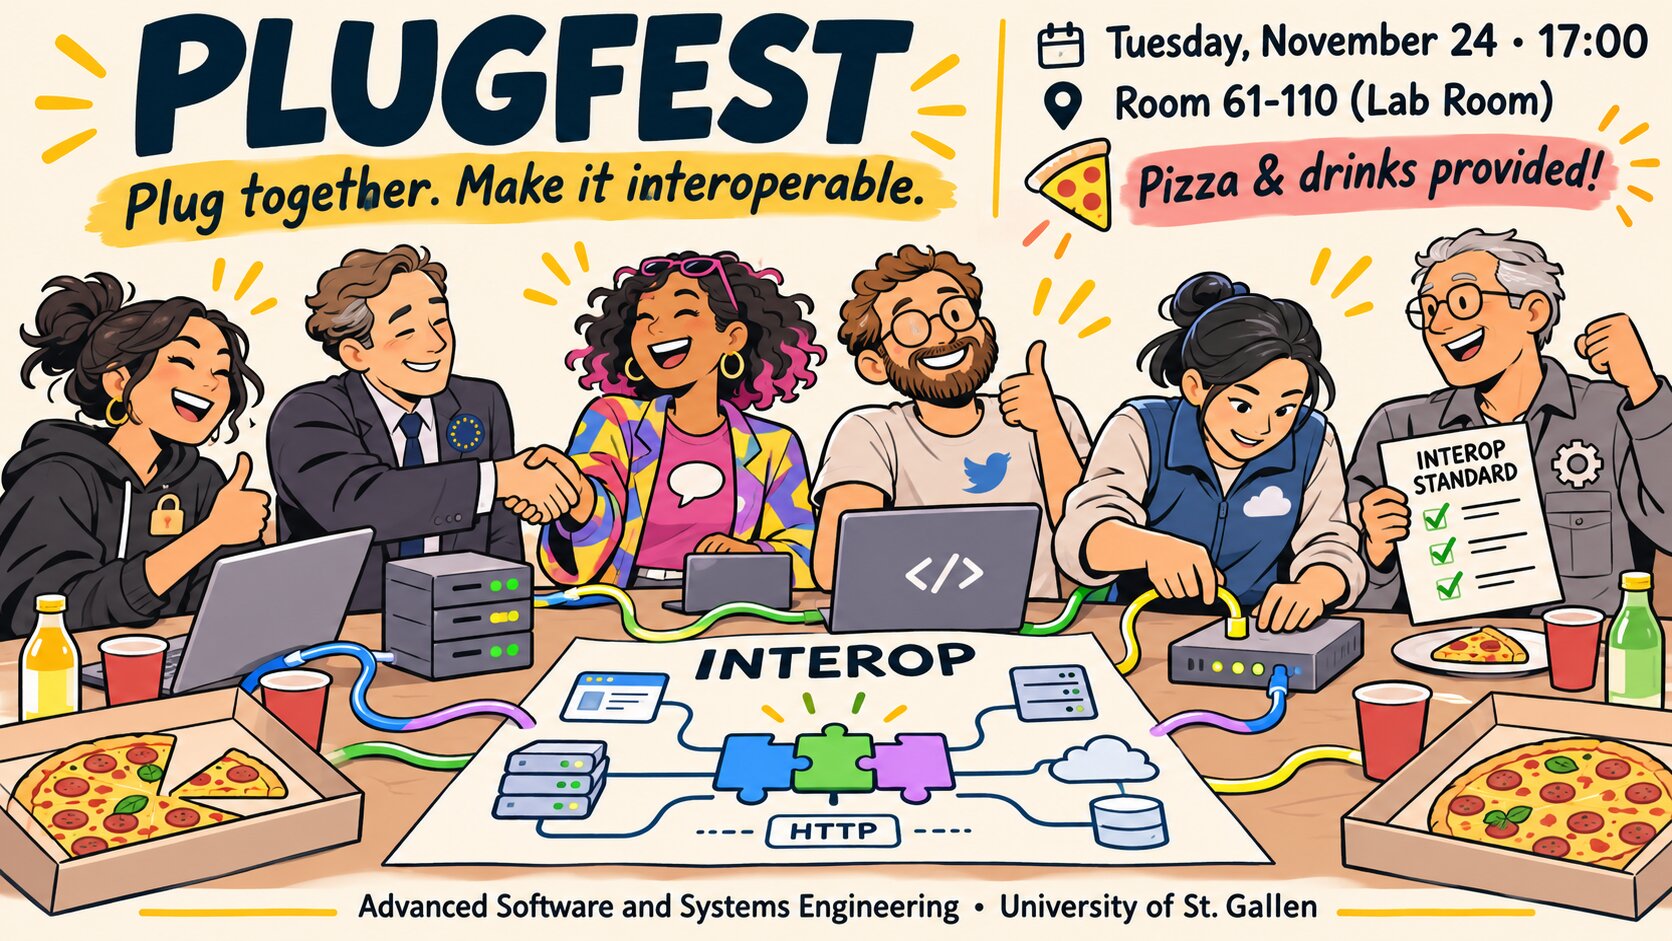 PLUGFEST
Plug together. Make it interoperable.
Tuesday, November 24 • 17:00
Room 61-110 (Lab Room)
Pizza & drinks provided!
INTEROP
STANDARD
</>
INTEROP
HTTP
Advanced Software and Systems Engineering • University of St. Gallen